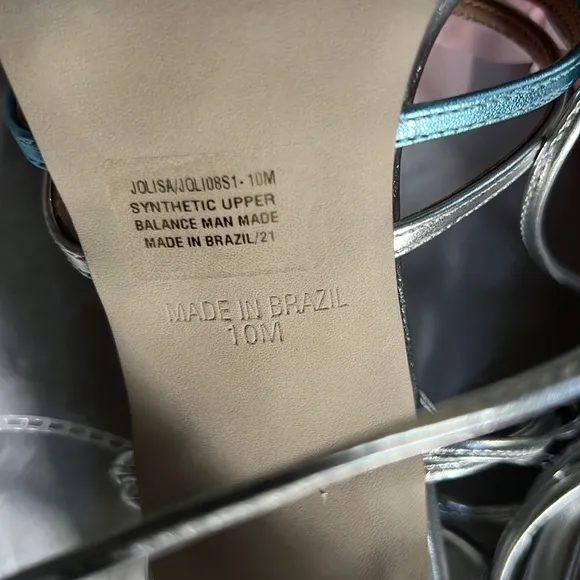 JOLISA/JOLI08S1- 10M
SYNTHETIC UPPER
BALANCE MAN MADE
MADE IN BRAZIL/21
MADE IN BRAZIL
10M